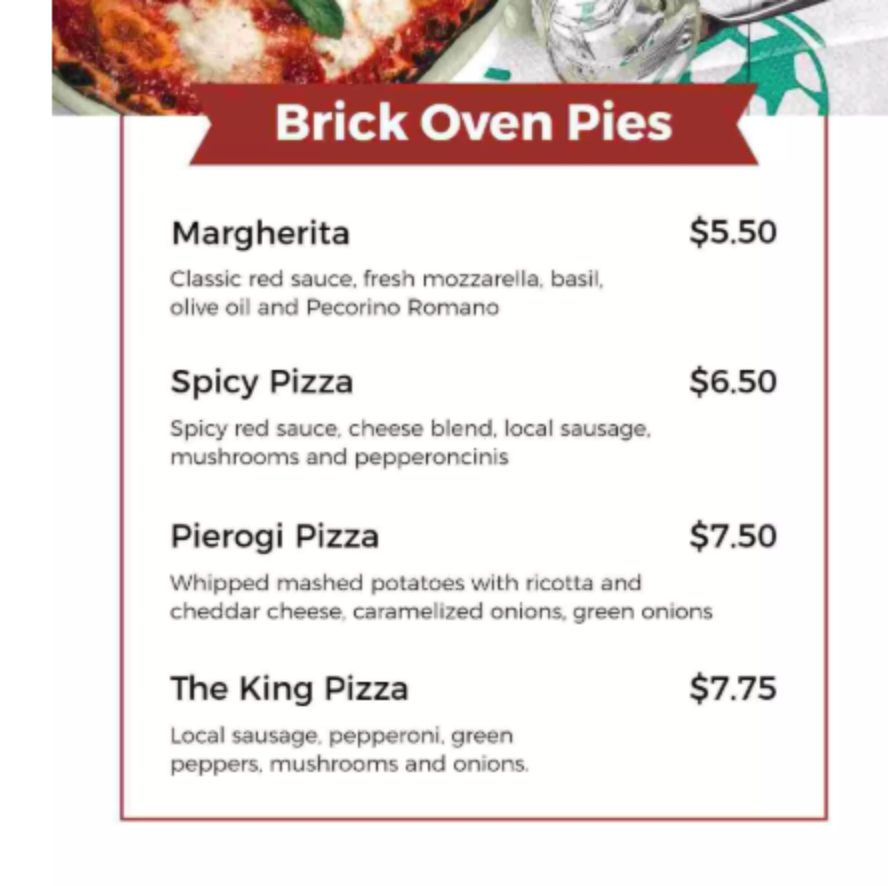 Brick Oven Pies
Margherita $5.50
Classic red sauce, fresh mozzarella, basil,
olive oil and Pecorino Romano
Spicy Pizza $6.50
Spicy red sauce, cheese blend, local sausage,
mushrooms and pepperoncinis
Pierogi Pizza $7.50
Whipped mashed potatoes with ricotta and
cheddar cheese, caramelized onions, green onions
The King Pizza $7.75
Local sausage, pepperoni, green
peppers, mushrooms and onions.